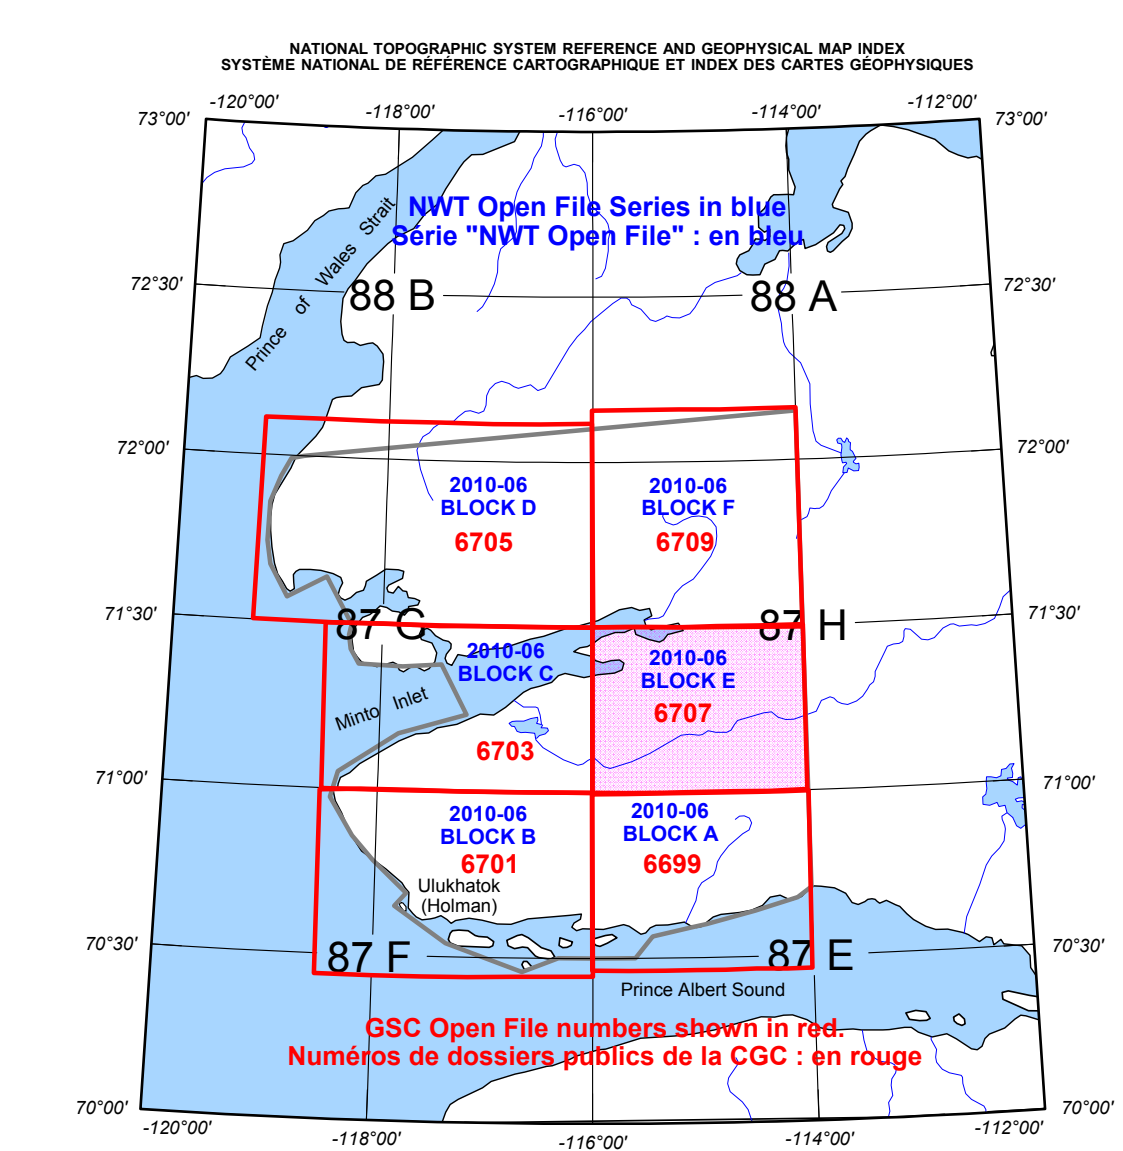 NATIONAL TOPOGRAPHIC SYSTEM REFERENCE AND GEOPHYSICAL MAP INDEX
SYSTÈME NATIONAL DE RÉFÉRENCE CARTOGRAPHIQUE ET INDEX DES CARTES GÉOPHYSIQUES
-120°00' -118°00' -116°00' -114°00' -112°00'
73°00' 73°00'
NWT Open File Series in blue
Série "NWT Open File" : en bleu
Prince of Wales Strait
72°30' 88 B 88 A 72°30'
72°00' 72°00'
2010-06
BLOCK D
6705
2010-06
BLOCK F
6709
71°30' 87 G 87 H 71°30'
2010-06
BLOCK C
6703
2010-06
BLOCK E
6707
Minto Inlet
71°00' 71°00'
2010-06
BLOCK B
6701
2010-06
BLOCK A
6699
Ulukhatok
(Holman)
70°30' 87 F 87 E 70°30'
Prince Albert Sound
GSC Open File numbers shown in red.
Numéros de dossiers publics de la CGC : en rouge
70°00' 70°00'
-120°00' -118°00' -116°00' -114°00' -112°00'